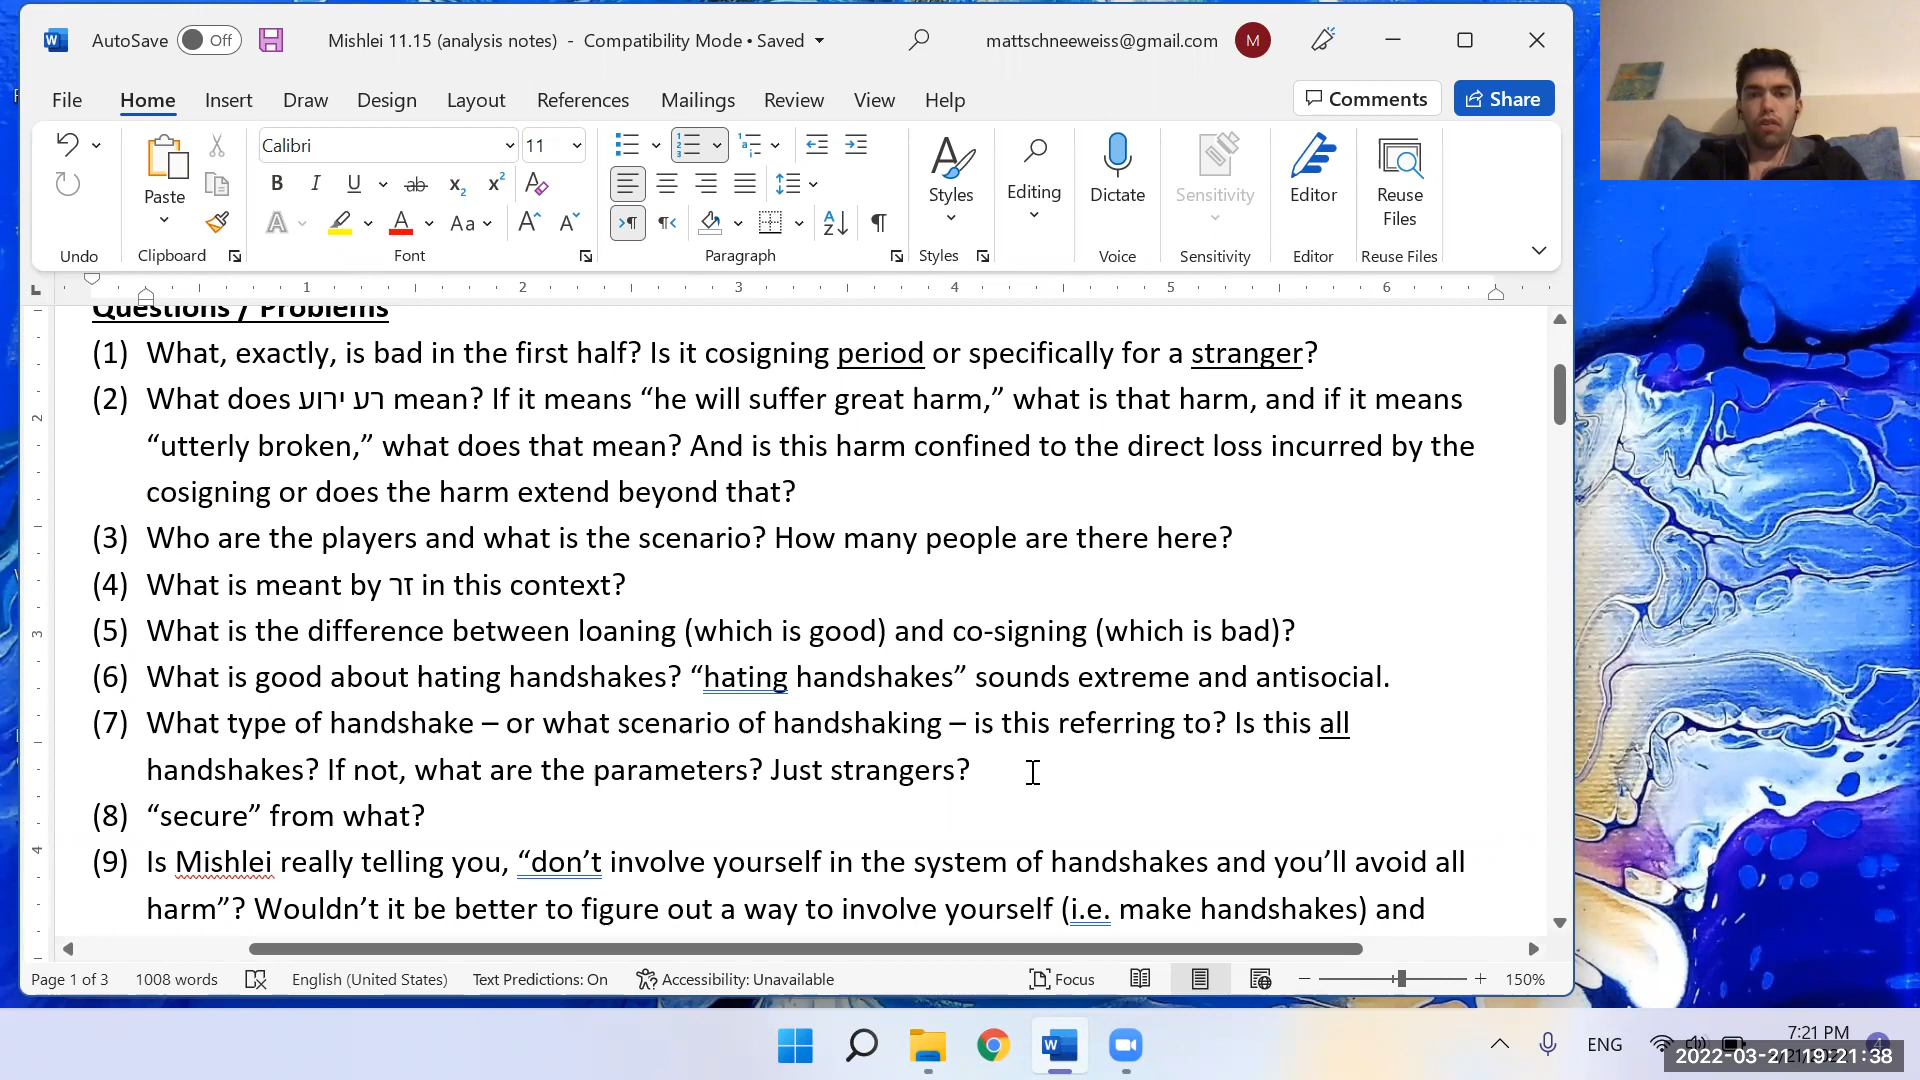 AutoSave Off Mishlei 11.15 (analysis notes) - Compatibility Mode • Saved mattschneeweiss@gmail.com M
File Home Insert Draw Design Layout References Mailings Review View Help Comments Share
Calibri 11
Paste Styles Editing Dictate Sensitivity Editor Reuse Files
Undo Clipboard Font Paragraph Styles Voice Sensitivity Editor Reuse Files
1 2 3 4 5 6
Questions / Problems
(1) What, exactly, is bad in the first half? Is it cosigning period or specifically for a stranger?
(2) What does רע ירוע mean? If it means “he will suffer great harm,” what is that harm, and if it means
“utterly broken,” what does that mean? And is this harm confined to the direct loss incurred by the
cosigning or does the harm extend beyond that?
(3) Who are the players and what is the scenario? How many people are there here?
(4) What is meant by זר in this context?
(5) What is the difference between loaning (which is good) and co-signing (which is bad)?
(6) What is good about hating handshakes? “hating handshakes” sounds extreme and antisocial.
(7) What type of handshake – or what scenario of handshaking – is this referring to? Is this all
handshakes? If not, what are the parameters? Just strangers?
(8) “secure” from what?
(9) Is Mishlei really telling you, “don’t involve yourself in the system of handshakes and you’ll avoid all
harm”? Wouldn’t it be better to figure out a way to involve yourself (i.e. make handshakes) and
Page 1 of 3 1008 words English (United States) Text Predictions: On Accessibility: Unavailable Focus 150%
ENG 7:21 PM
2022-03-21 19:21:38